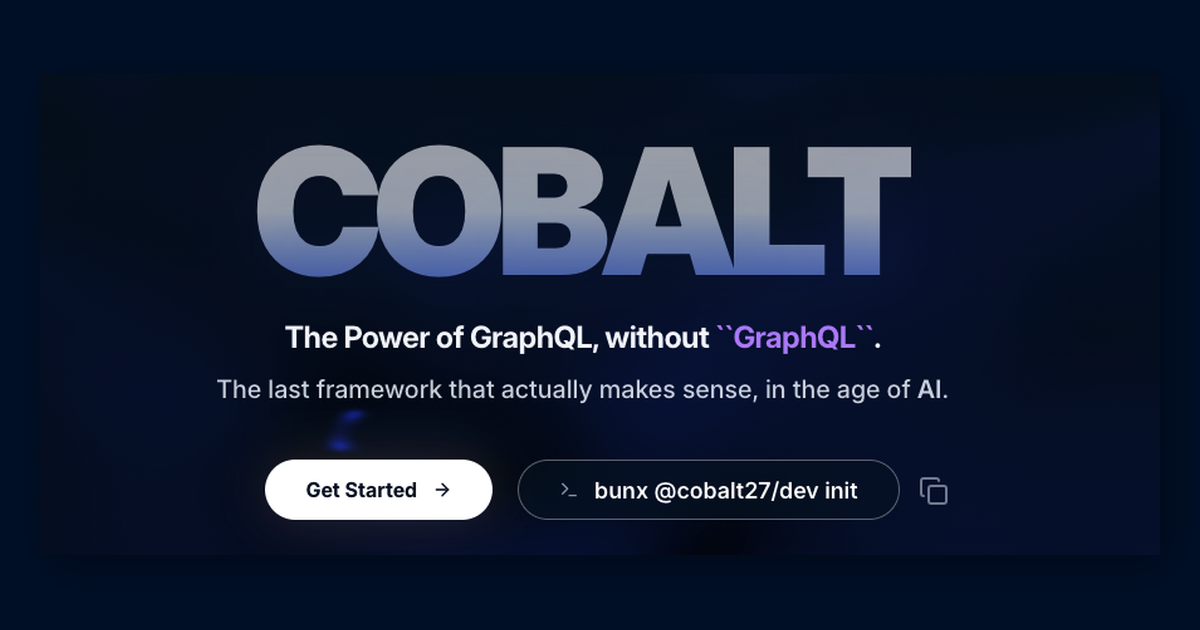 COBALT
The Power of GraphQL, without ``GraphQL``.
The last framework that actually makes sense, in the age of AI.
Get Started →
>_ bunx @cobalt27/dev init